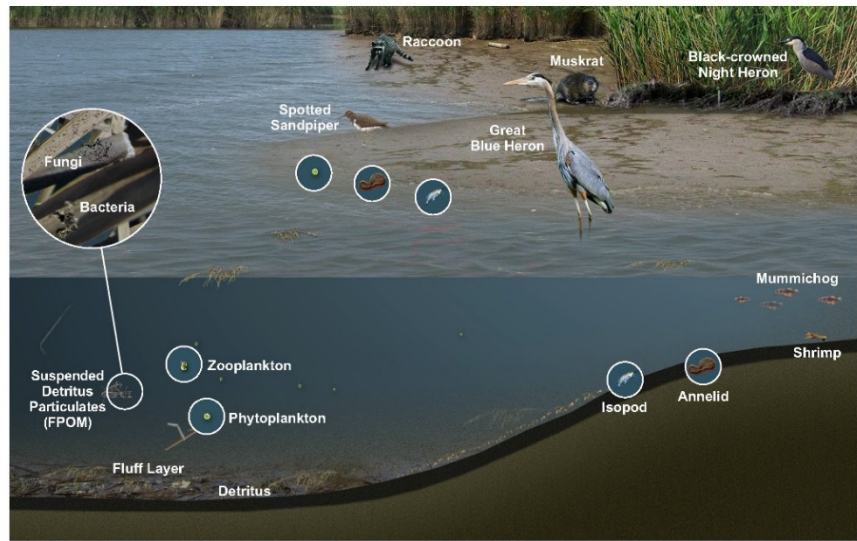 Raccoon
Muskrat
Black-crowned
Night Heron
Spotted
Sandpiper
Great
Blue Heron
Fungi
Bacteria
Mummichog
Zooplankton
Shrimp
Suspended
Detritus
Particulates
(FPOM)
Isopod
Annelid
Phytoplankton
Fluff Layer
Detritus